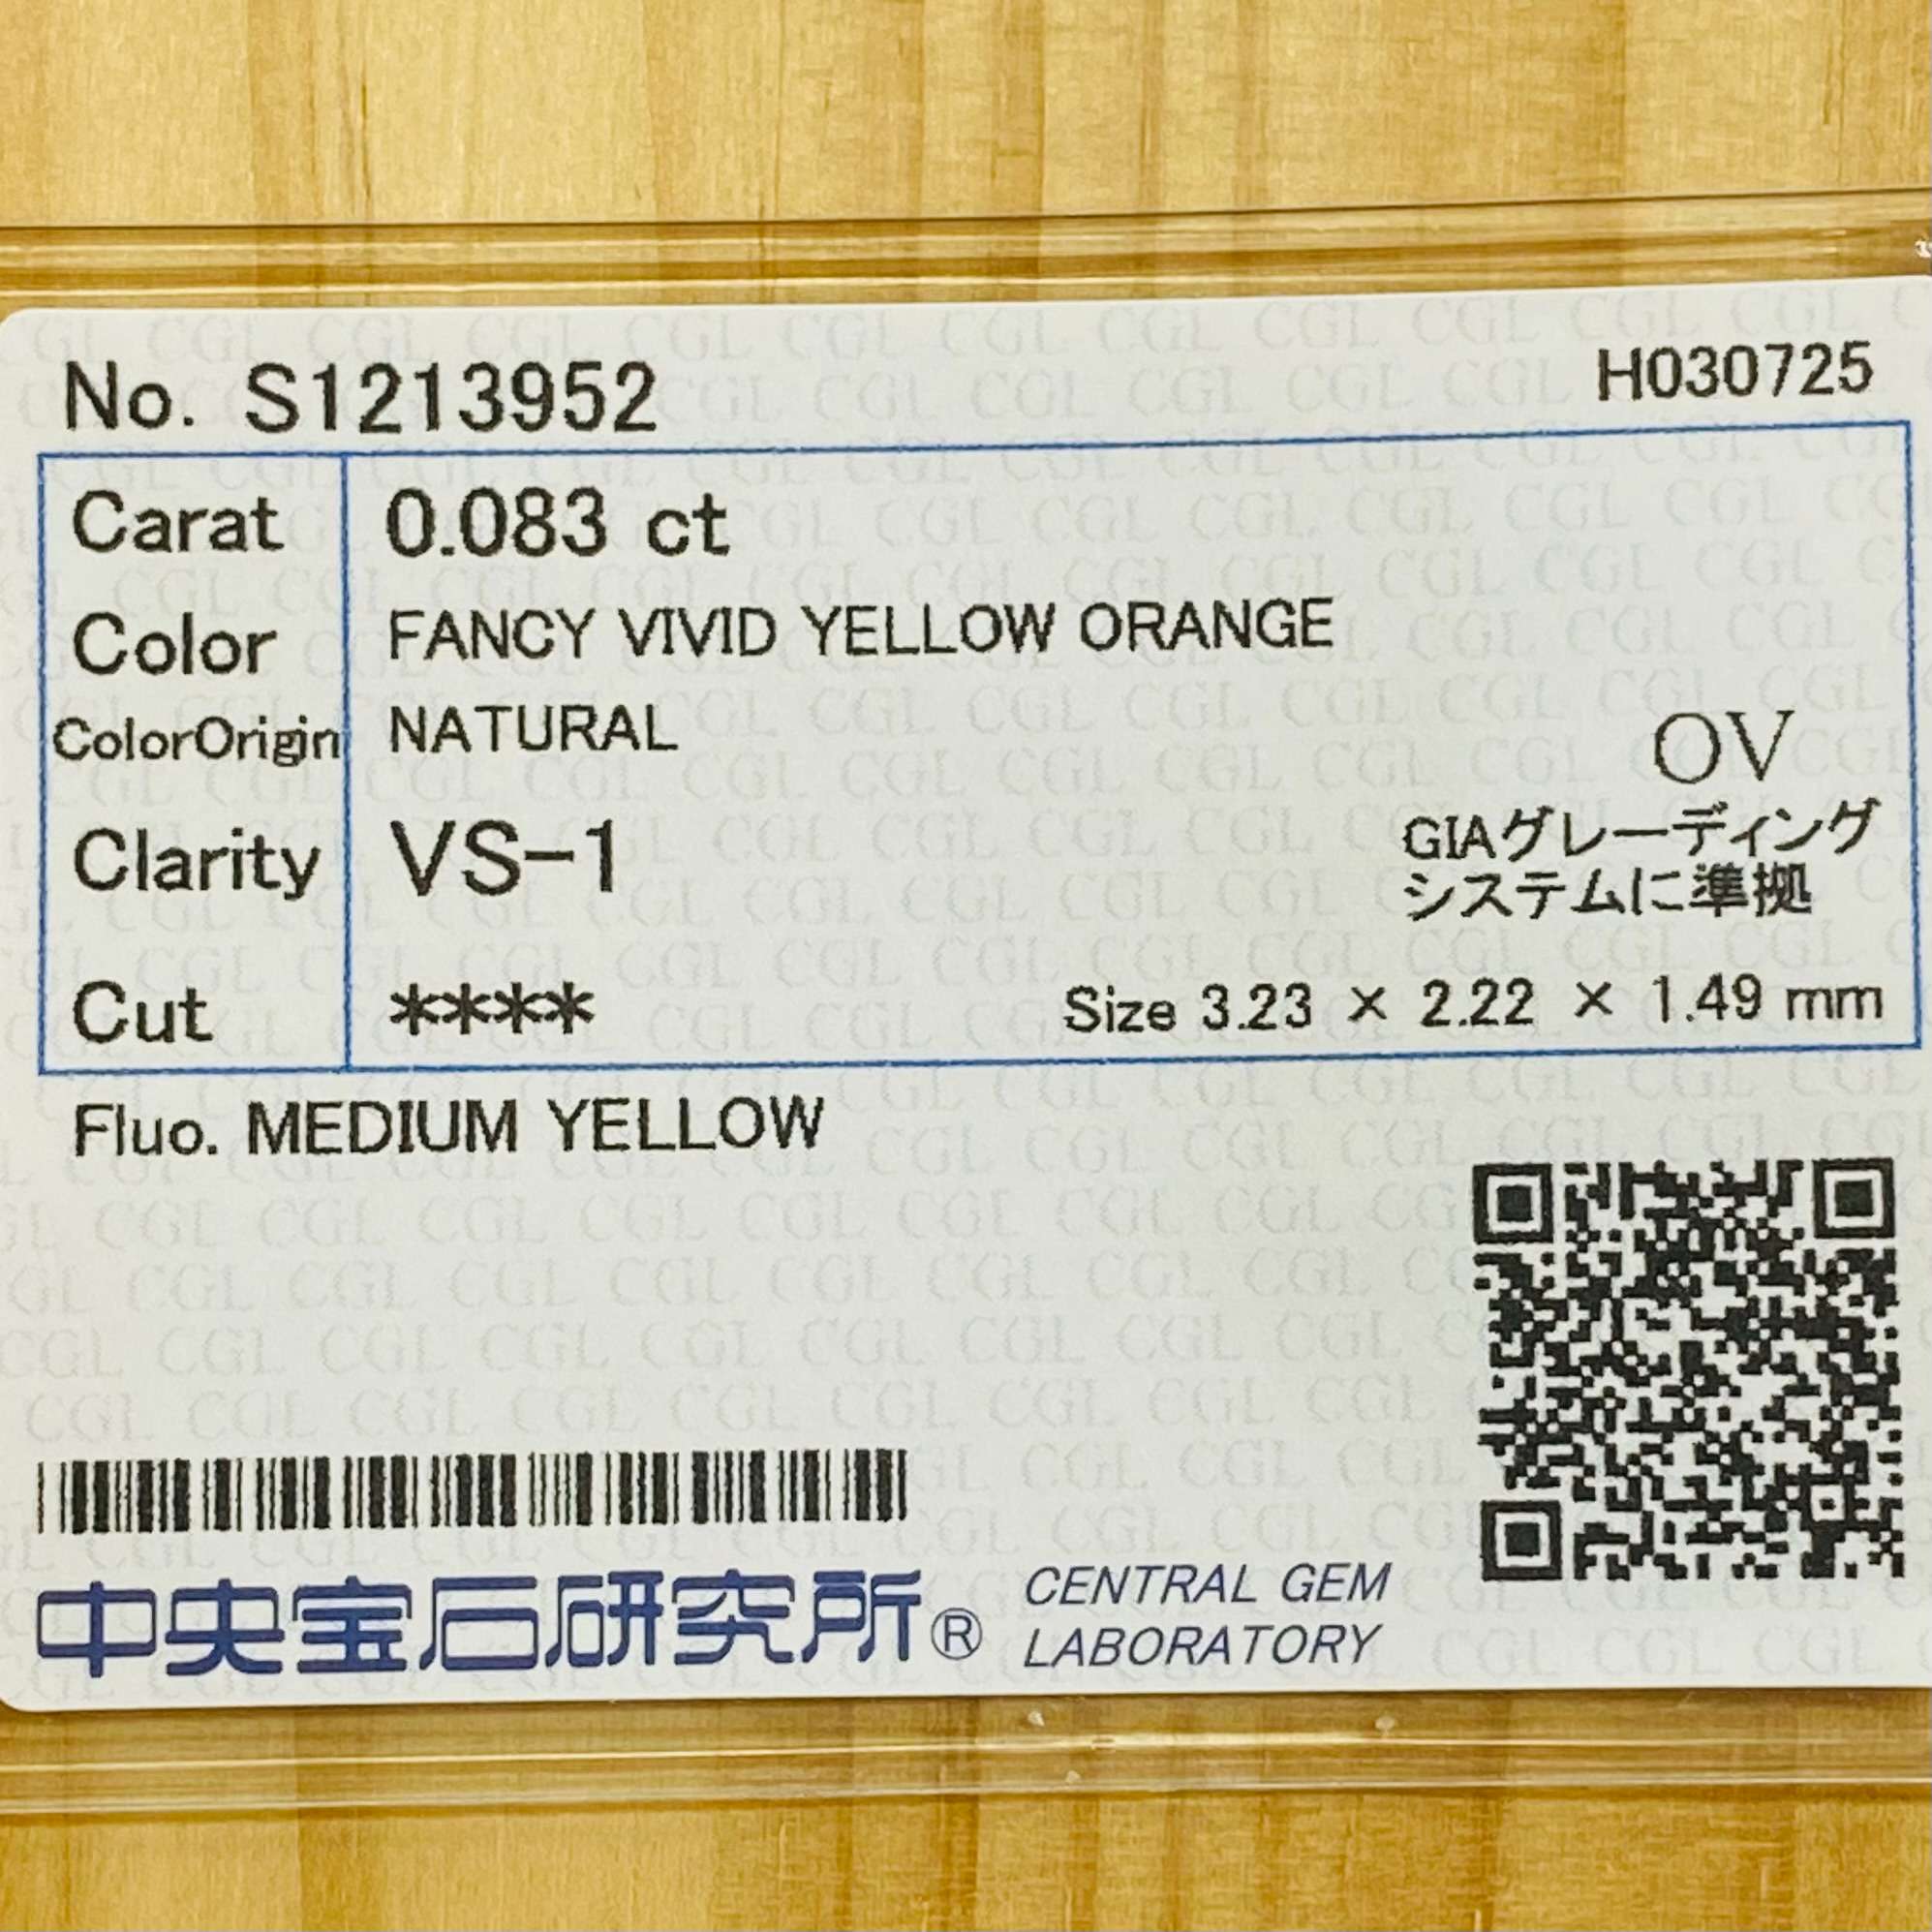 No. S1213952
H030725
Carat 0.083 ct
Color FANCY VIVID YELLOW ORANGE
ColorOrigin NATURAL
OV
Clarity VS-1
GIAグレーディング
システムに準拠
Cut ****
Size 3.23 × 2.22 × 1.49 mm
Fluo. MEDIUM YELLOW
中央宝石研究所®
CENTRAL GEM
LABORATORY